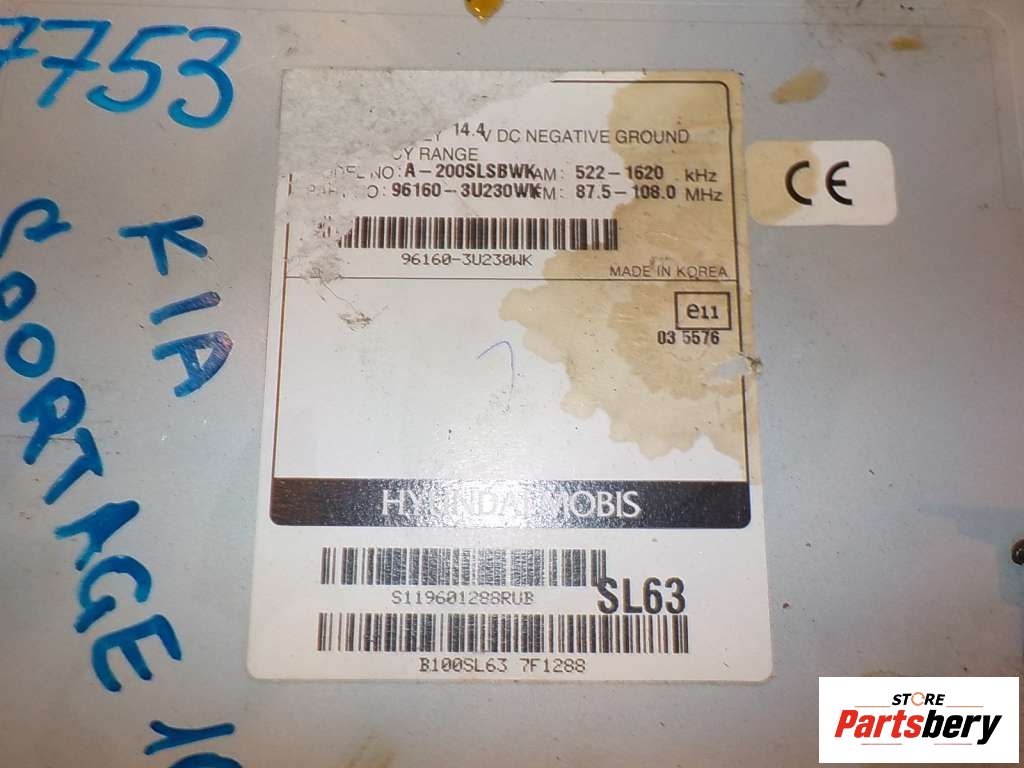 7753
KIA
SPORTAGE
14.4 V DC NEGATIVE GROUND
RANGE
NO: A-200SLSBWK AM: 522-1620 kHz
NO: 96160-3U230WK FM: 87.5-108.0 MHz
96160-3U230WK
MADE IN KOREA
CE
e11
03 5576
HYUNDAI MOBIS
S119601288RUB
SL63
B100SL63 7F1288
STORE
Partsbery